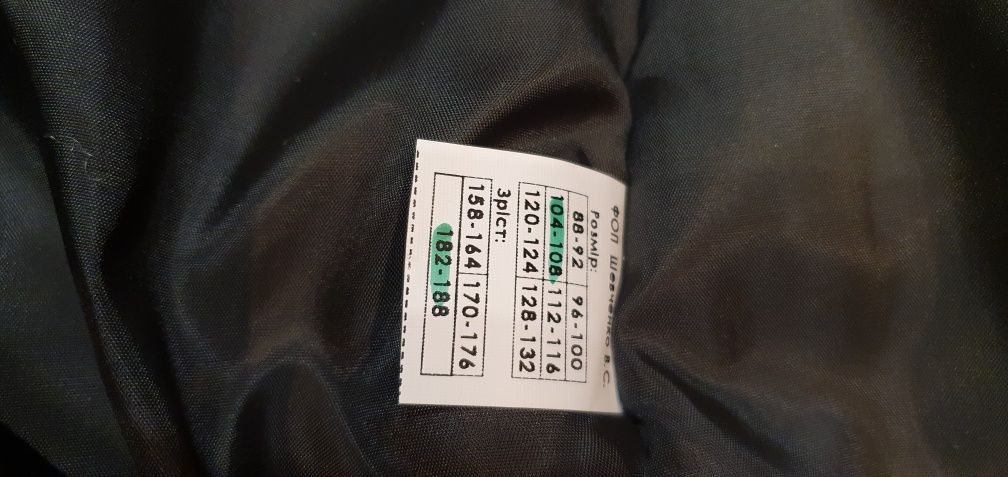 ФОП Шевченко В.С.
Розмір:
88-92 96-100
104-108 112-116
120-124 128-132
Зріст:
158-164 170-176
182-188